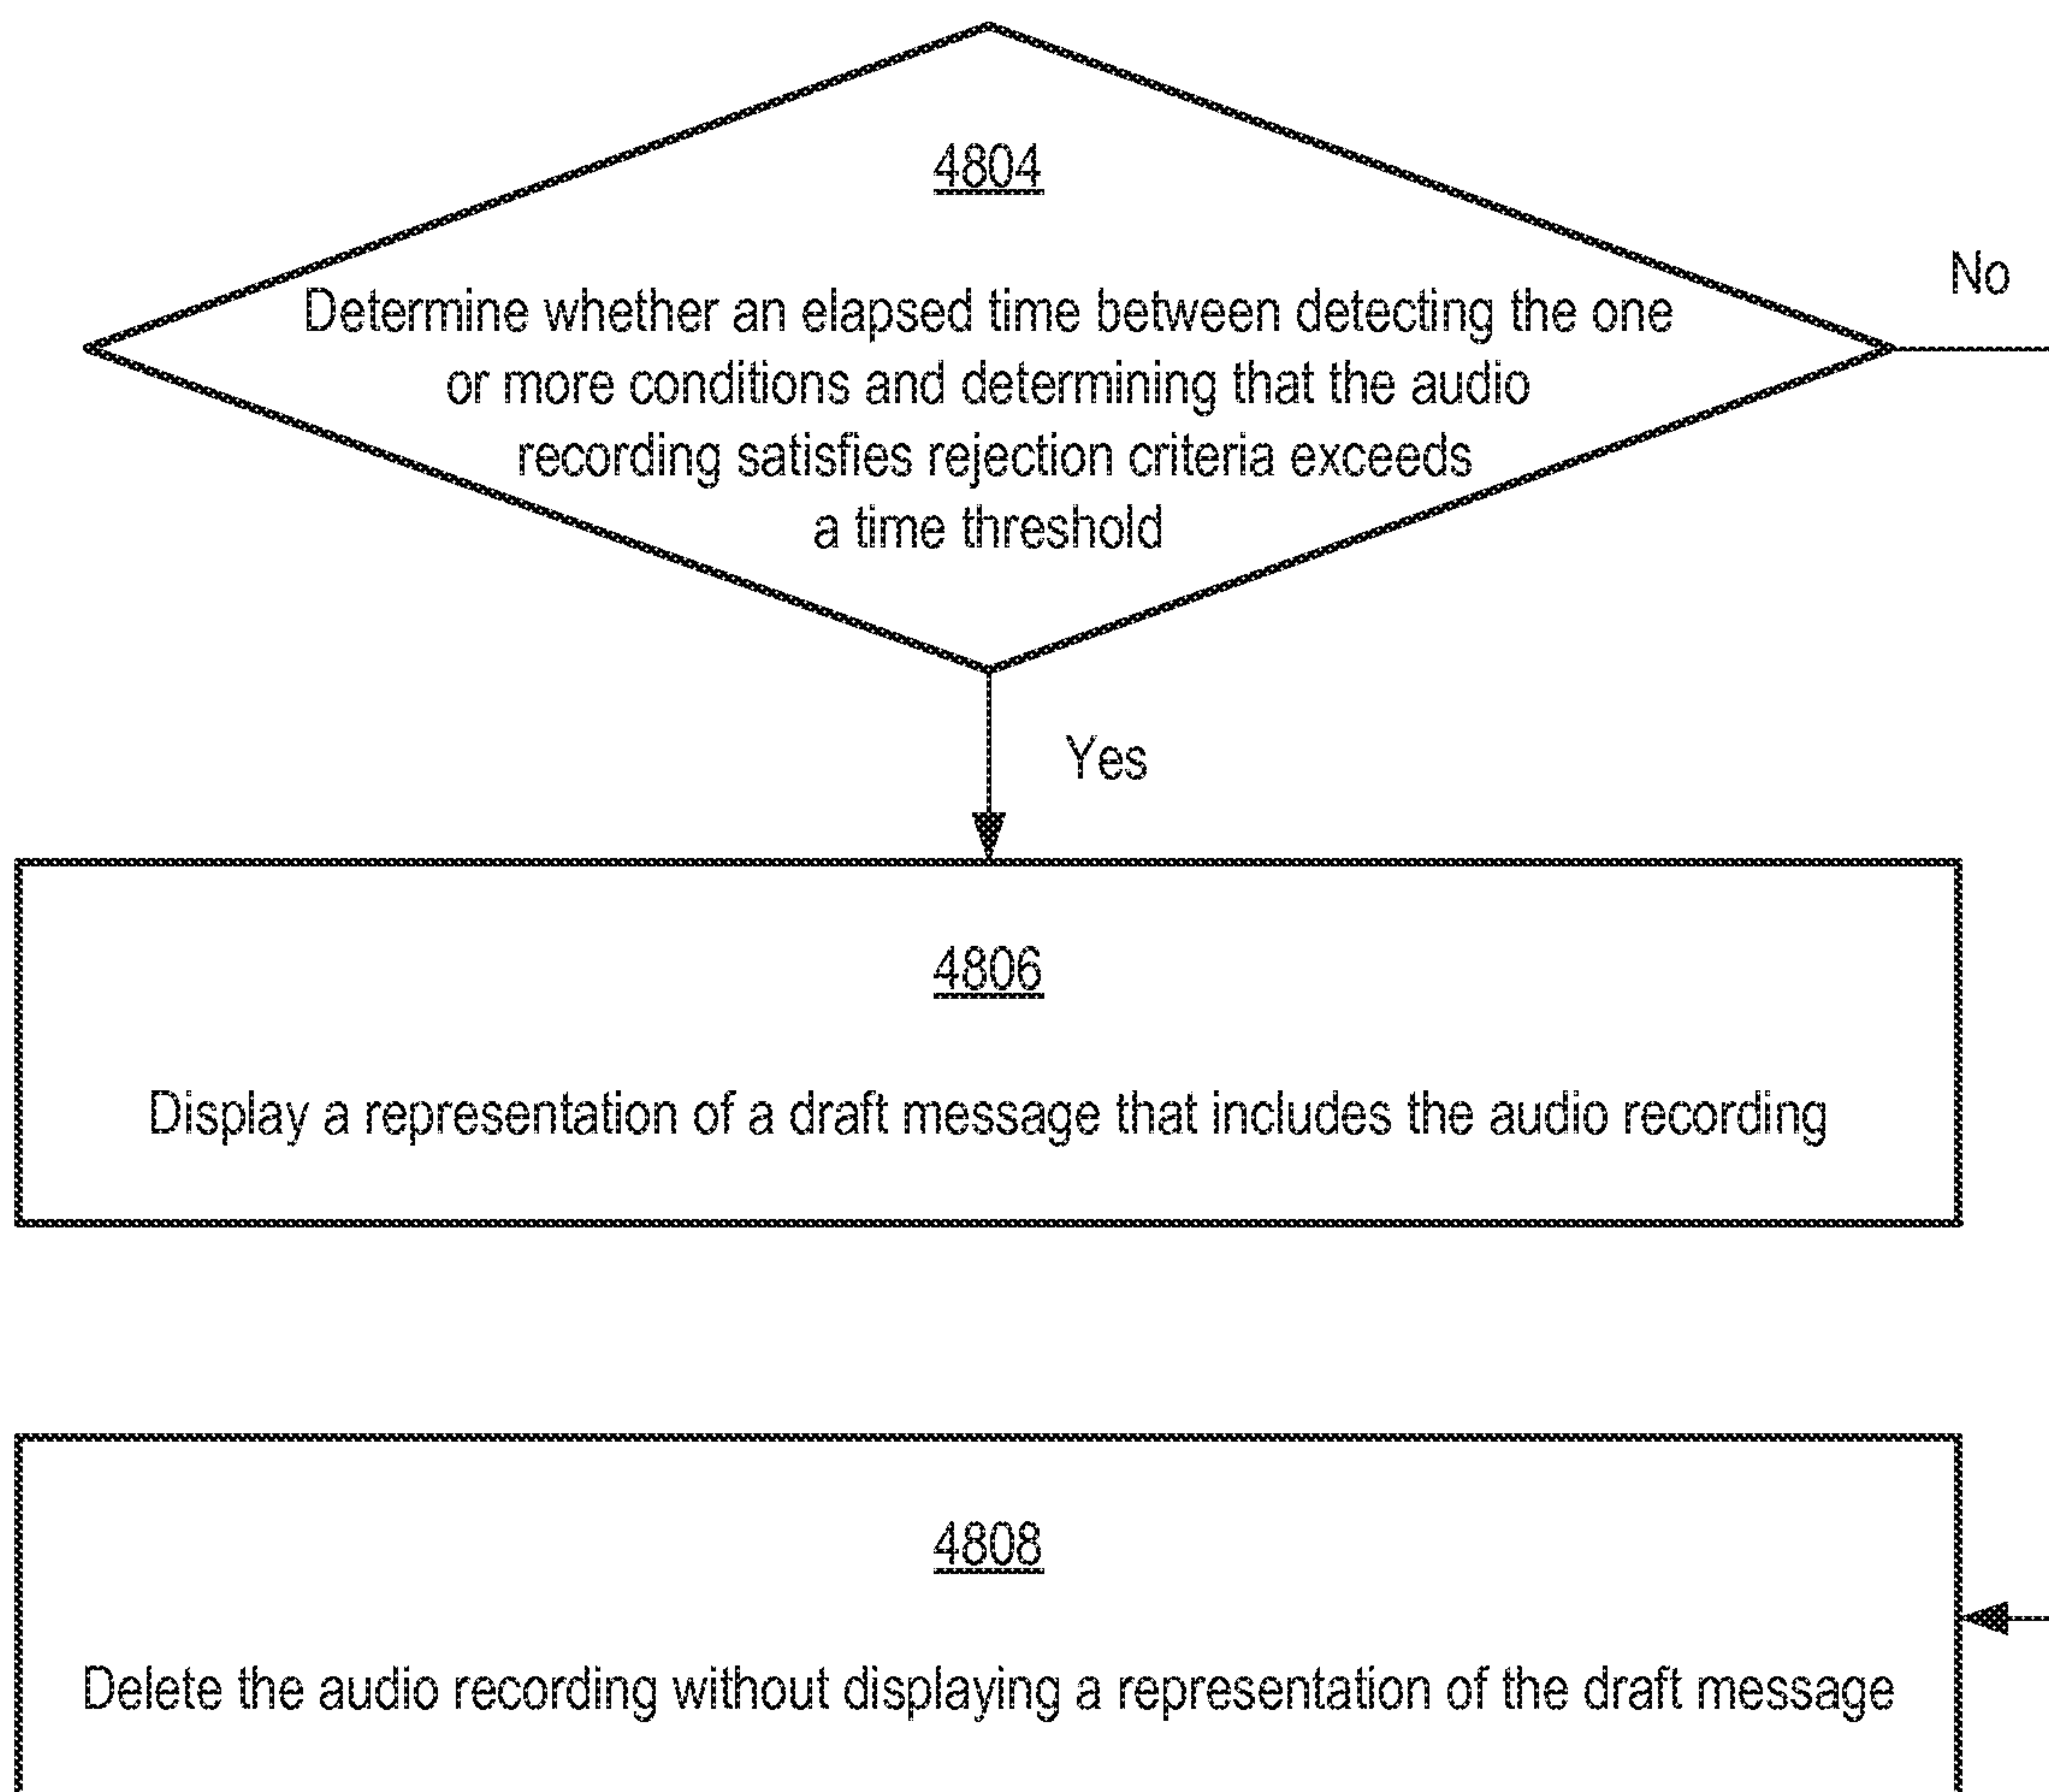 4804
Determine whether an elapsed time between detecting the one
or more conditions and determining that the audio
recording satisfies rejection criteria exceeds
a time threshold
No
Yes
4806
Display a representation of a draft message that includes the audio recording
4808
Delete the audio recording without displaying a representation of the draft message